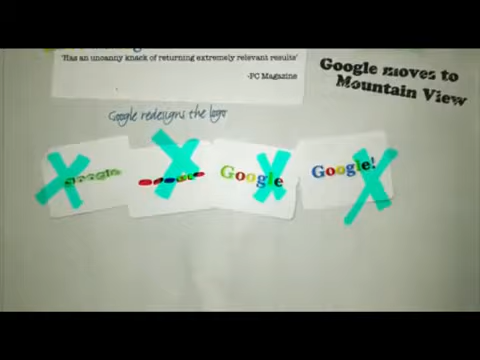 'Has an uncanny knack of returning extremely relevant results'
-PC Magazine
Google moves to
Mountain View
Google redesigns the logo
Google
Google
Google!